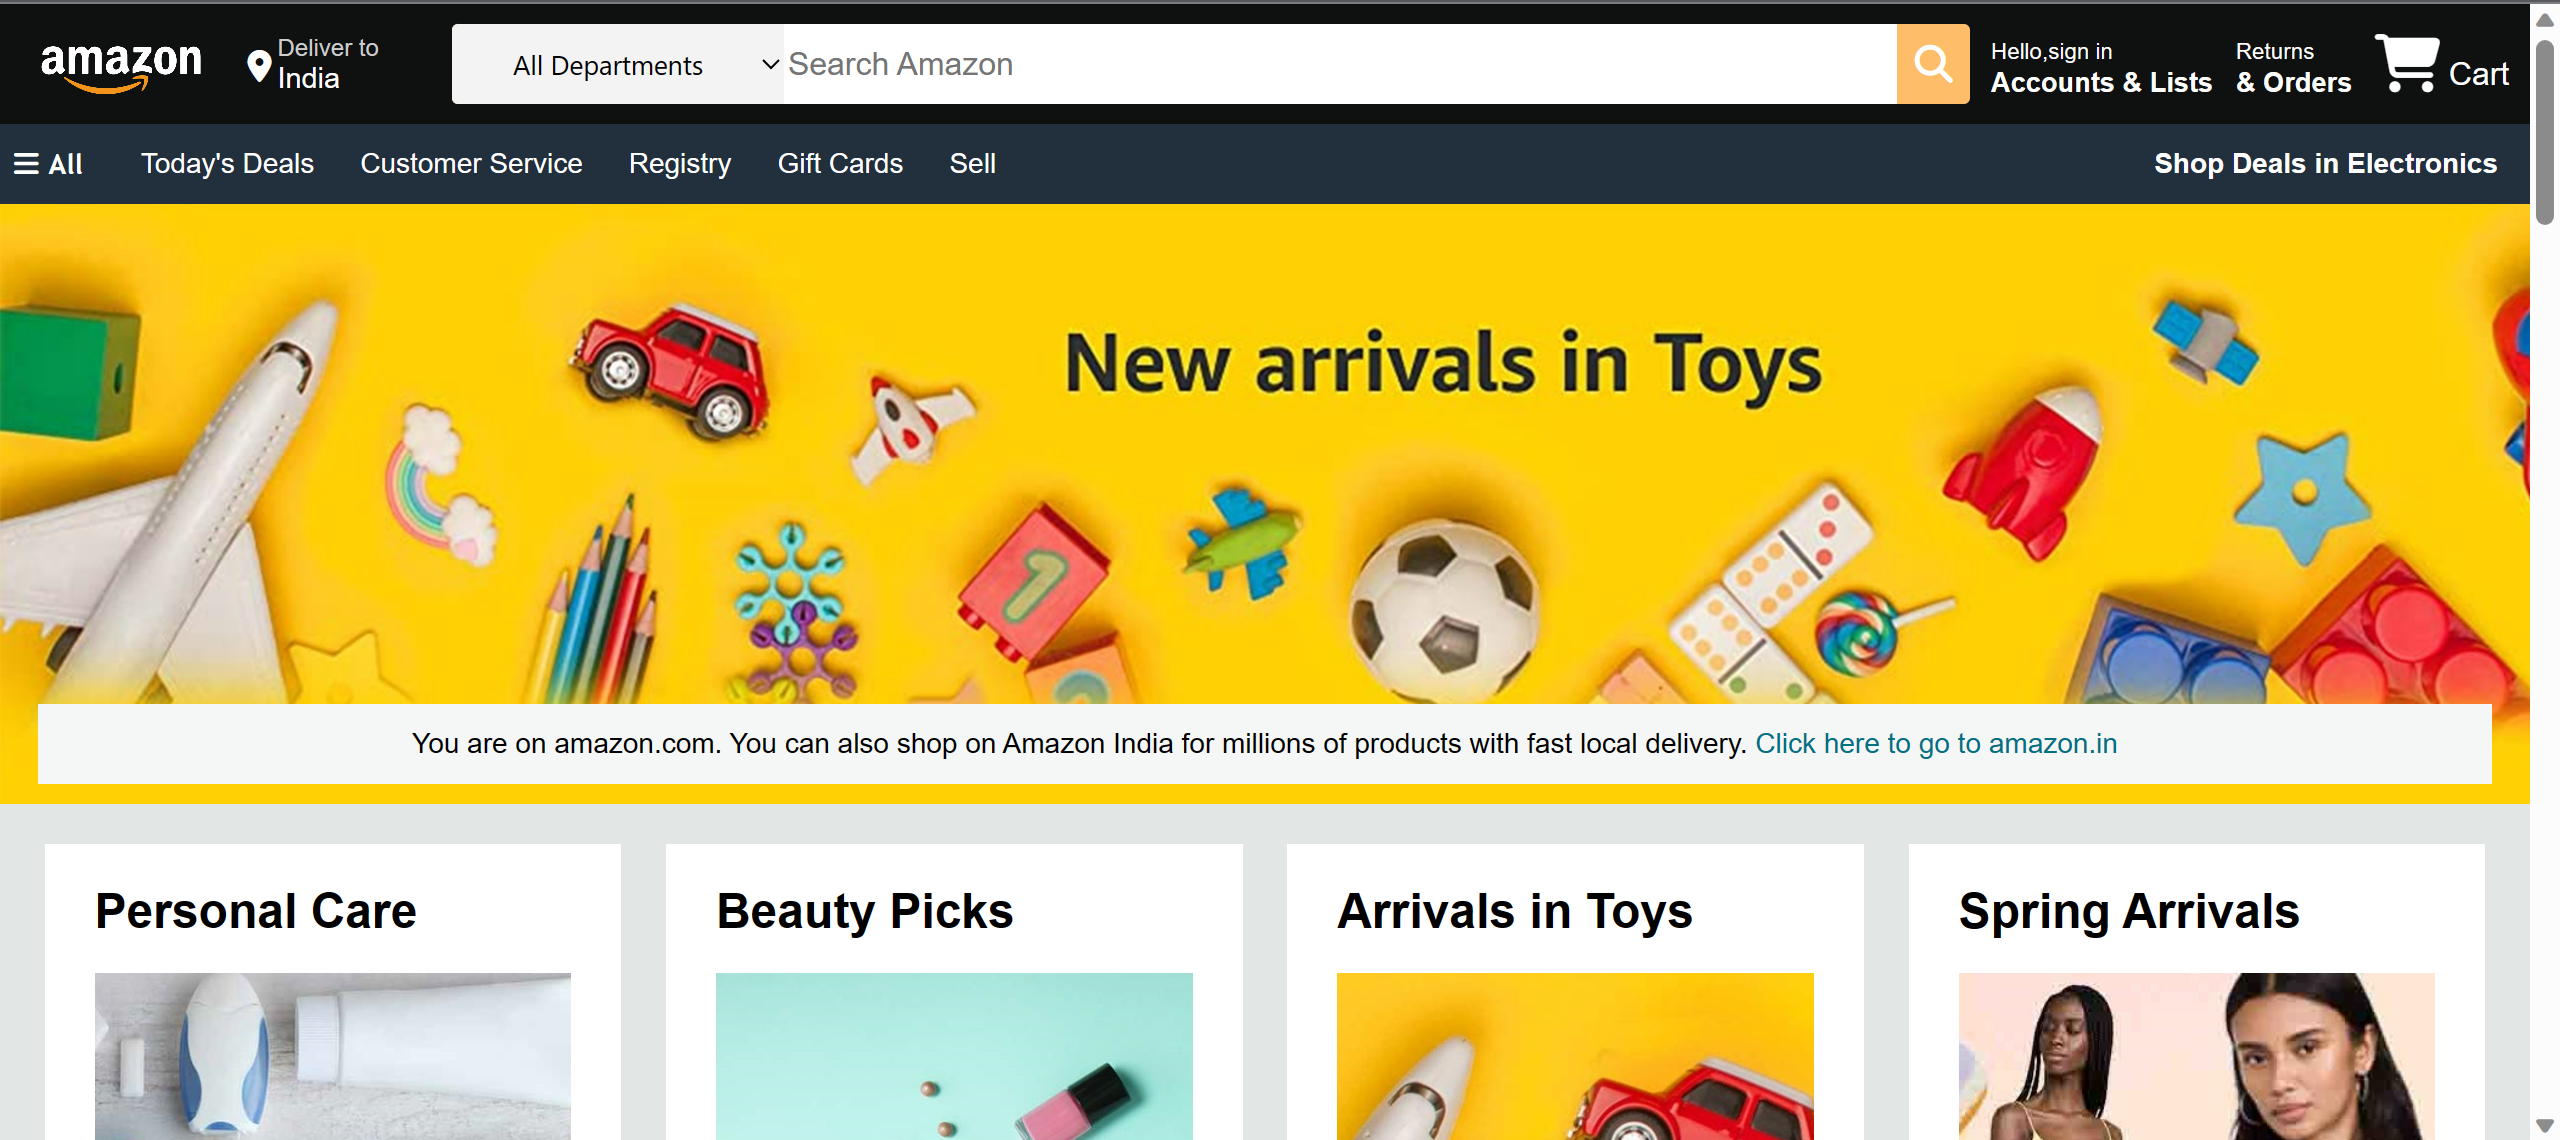 amazon
Deliver to
India
All Departments
Search Amazon
Hello,sign in
Accounts & Lists
Returns
& Orders
Cart
All
Today's Deals
Customer Service
Registry
Gift Cards
Sell
Shop Deals in Electronics
New arrivals in Toys
1
You are on amazon.com. You can also shop on Amazon India for millions of products with fast local delivery. Click here to go to amazon.in
Personal Care
Beauty Picks
Arrivals in Toys
Spring Arrivals